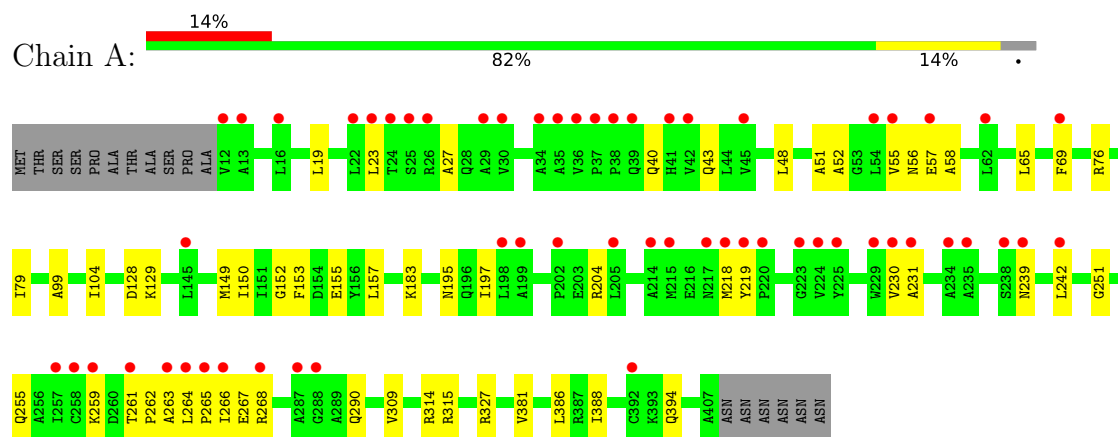 14%
Chain A:
82% 14% •
MET THR SER SER PRO ALA THR ALA SER PRO ALA V12 A13 L16 L19 L22 L23 T24 S25 R26 A27 Q28 A29 V30 A34 A35 V36 P37 P38 Q39 Q40 H41 V42 Q43 L44 V45 L48 A51 A52 G53 L54 V55 N56 E57 A58 L62 L65 F69 R76
I79 A99 I104 D128 K129 L145 M149 I150 I151 G152 F153 D154 E155 Y156 L157 K183 N195 Q196 I197 L198 A199 P202 E203 R204 L205 A214 M215 E216 N217 M218 Y219 P220 G223 V224 Y225 W229 V230 A231 A234 A235 S238 N239 L242 G251
Q255 A256 I257 C258 K259 D260 T261 P262 A263 L264 P265 I266 E267 R268 A287 G288 A289 Q290 V309 R314 R315 R327 V381 L386 R387 I388 C392 K393 Q394 A407 ASN ASN ASN ASN ASN ASN